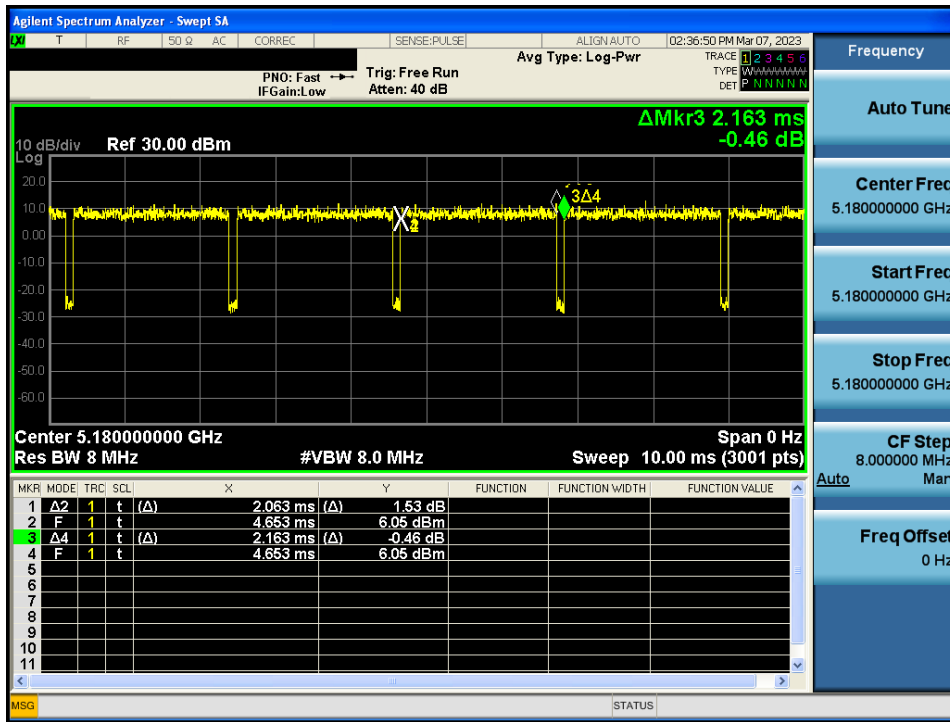 Agilent Spectrum Analyzer - Swept SA
LXI T RF 50 Ω AC CORREC SENSE:PULSE ALIGN AUTO 02:36:50 PM Mar 07, 2023
Frequency
Avg Type: Log-Pwr
TRACE 1 2 3 4 5 6
PNO: Fast Trig: Free Run
TYPE W
IFGain:Low Atten: 40 dB
DET P N N N N N
Auto Tune
ΔMkr3 2.163 ms
-0.46 dB
10 dB/div Ref 30.00 dBm
Log
20.0
10.0
0.00
-10.0
-20.0
-30.0
-40.0
-50.0
-60.0
3Δ4
2
Center Freq
5.180000000 GHz
Start Freq
5.180000000 GHz
Stop Freq
5.180000000 GHz
Center 5.180000000 GHz Span 0 Hz
Res BW 8 MHz #VBW 8.0 MHz Sweep 10.00 ms (3001 pts)
CF Step
8.000000 MHz
Auto Man
MKR MODE TRC SCL X Y FUNCTION FUNCTION WIDTH FUNCTION VALUE
1 Δ2 1 t (Δ) 2.063 ms (Δ) 1.53 dB
2 F 1 t 4.653 ms 6.05 dBm
3 Δ4 1 t (Δ) 2.163 ms (Δ) -0.46 dB
4 F 1 t 4.653 ms 6.05 dBm
5
6
7
8
9
10
11
Freq Offset
0 Hz
MSG STATUS